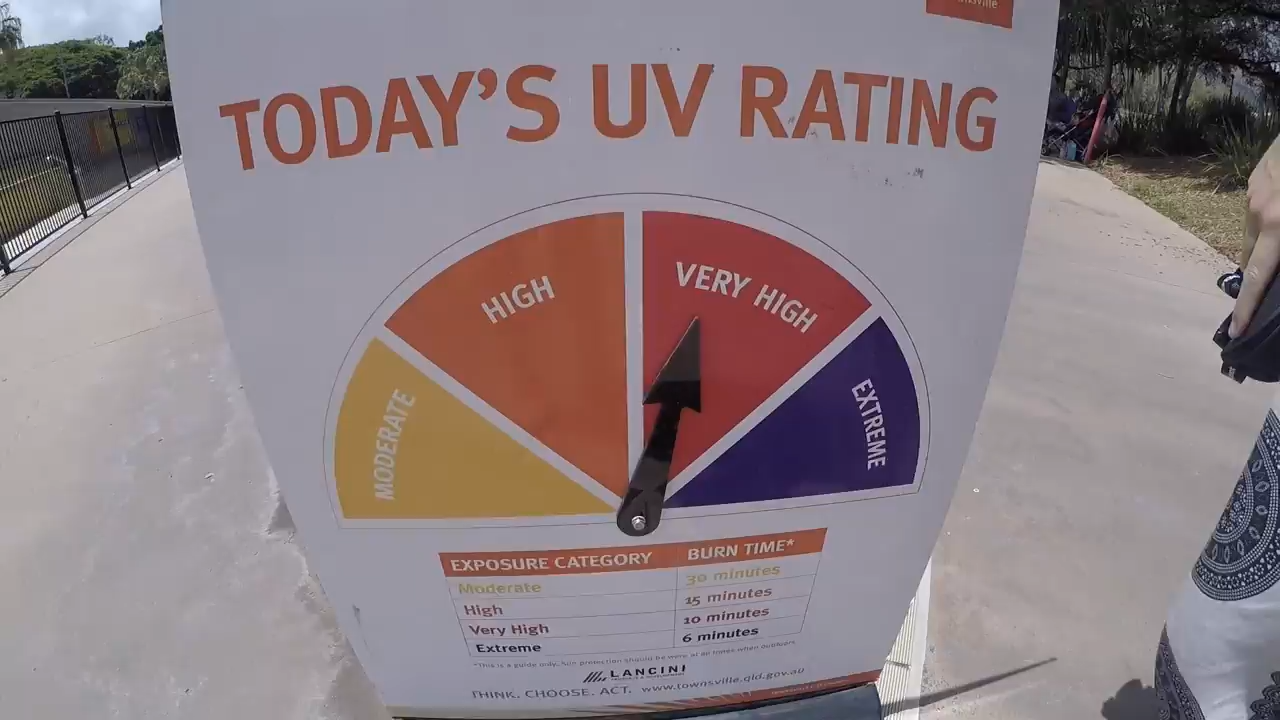 TODAY'S UV RATING
MODERATE
HIGH
VERY HIGH
EXTREME
EXPOSURE CATEGORY BURN TIME*
Moderate 30 minutes
High 15 minutes
Very High 10 minutes
Extreme 6 minutes
*This is a guide only. Sun protection should be worn at all times when outdoors.
LANCINI
THINK. CHOOSE. ACT. www.townsville.qld.gov.au